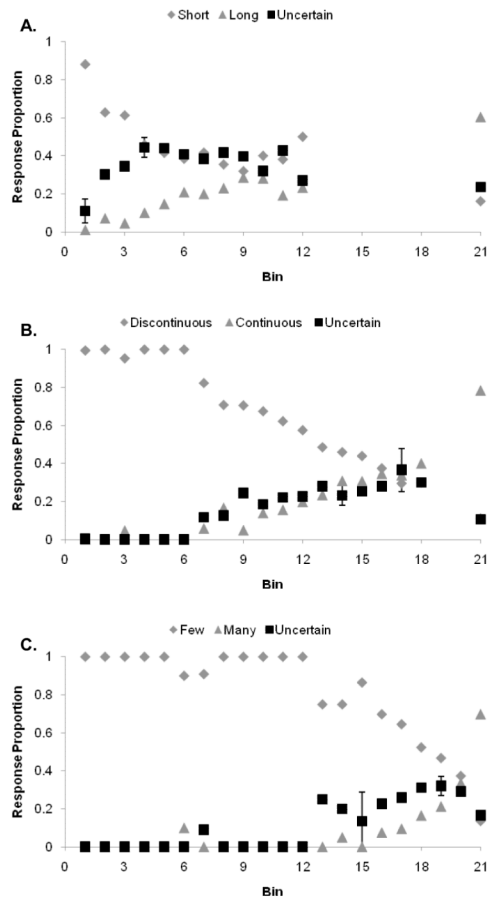 Short Long Uncertain
A.
1
0.8
0.6
0.4
0.2
0
Response Proportion
0 3 6 9 12 15 18 21
Bin
B.
Discontinuous Continuous Uncertain
1
0.8
0.6
0.4
0.2
0
Response Proportion
0 3 6 9 12 15 18 21
Bin
C.
Few Many Uncertain
1
0.8
0.6
0.4
0.2
0
Response Proportion
0 3 6 9 12 15 18 21
Bin